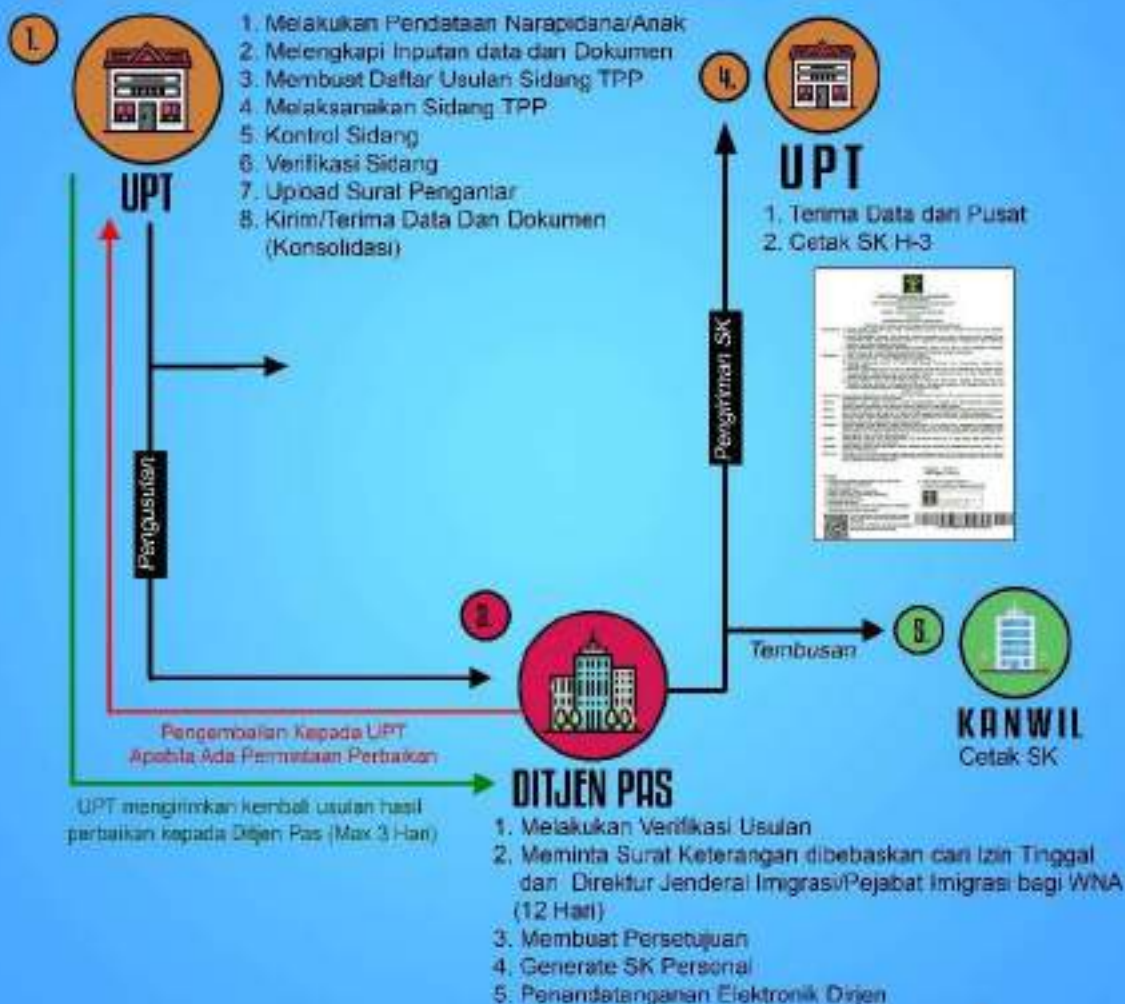 1.
1. Melakukan Pendataan Narapidana/Anak
2. Melengkapi Inputan data dan Dokumen
3. Membuat Daftar Usulan Sidang TPP
4. Melaksanakan Sidang TPP
5. Kontrol Sidang
6. Verifikasi Sidang
7. Upload Surat Pengantar
8. Kirim/Terima Data Dan Dokumen
(Konsolidasi)
UPT
4.
UPT
1. Terima Data dari Pusat
2. Cetak SK H-3
Pengiriman SK
Pengusulan
3.
Tembusan
5.
KANWIL
Cetak SK
Pengembalian Kepada UPT
Apabila Ada Permintaan Perbaikan
UPT mengirimkan kembali usulan hasil
perbaikan kepada Ditjen Pas (Max 3 Hari)
DITJEN PAS
1. Melakukan Verifikasi Usulan
2. Meminta Surat Keterangan dibebaskan dari Izin Tinggal
dari Direktur Jenderal Imigrasi/Pejabat Imigrasi bagi WNA
(12 Hari)
3. Membuat Persetujuan
4. Generate SK Personal
5. Penandatanganan Elektronik Dirjen